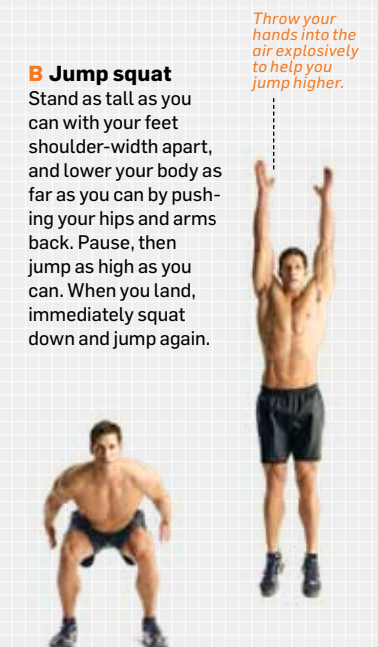 Throw your
hands into the
air explosively
to help you
jump higher.
B Jump squat
Stand as tall as you
can with your feet
shoulder-width apart,
and lower your body as
far as you can by push-
ing your hips and arms
back. Pause, then
jump as high as you
can. When you land,
immediately squat
down and jump again.